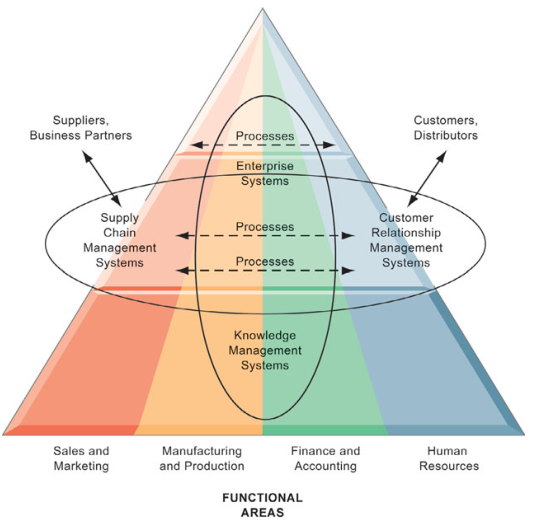 Suppliers,
Business Partners
Customers,
Distributors
Processes
Enterprise
Systems
Supply
Chain
Management
Systems
Processes
Processes
Customer
Relationship
Management
Systems
Knowledge
Management
Systems
Sales and
Marketing
Manufacturing
and Production
Finance and
Accounting
Human
Resources
FUNCTIONAL
AREAS